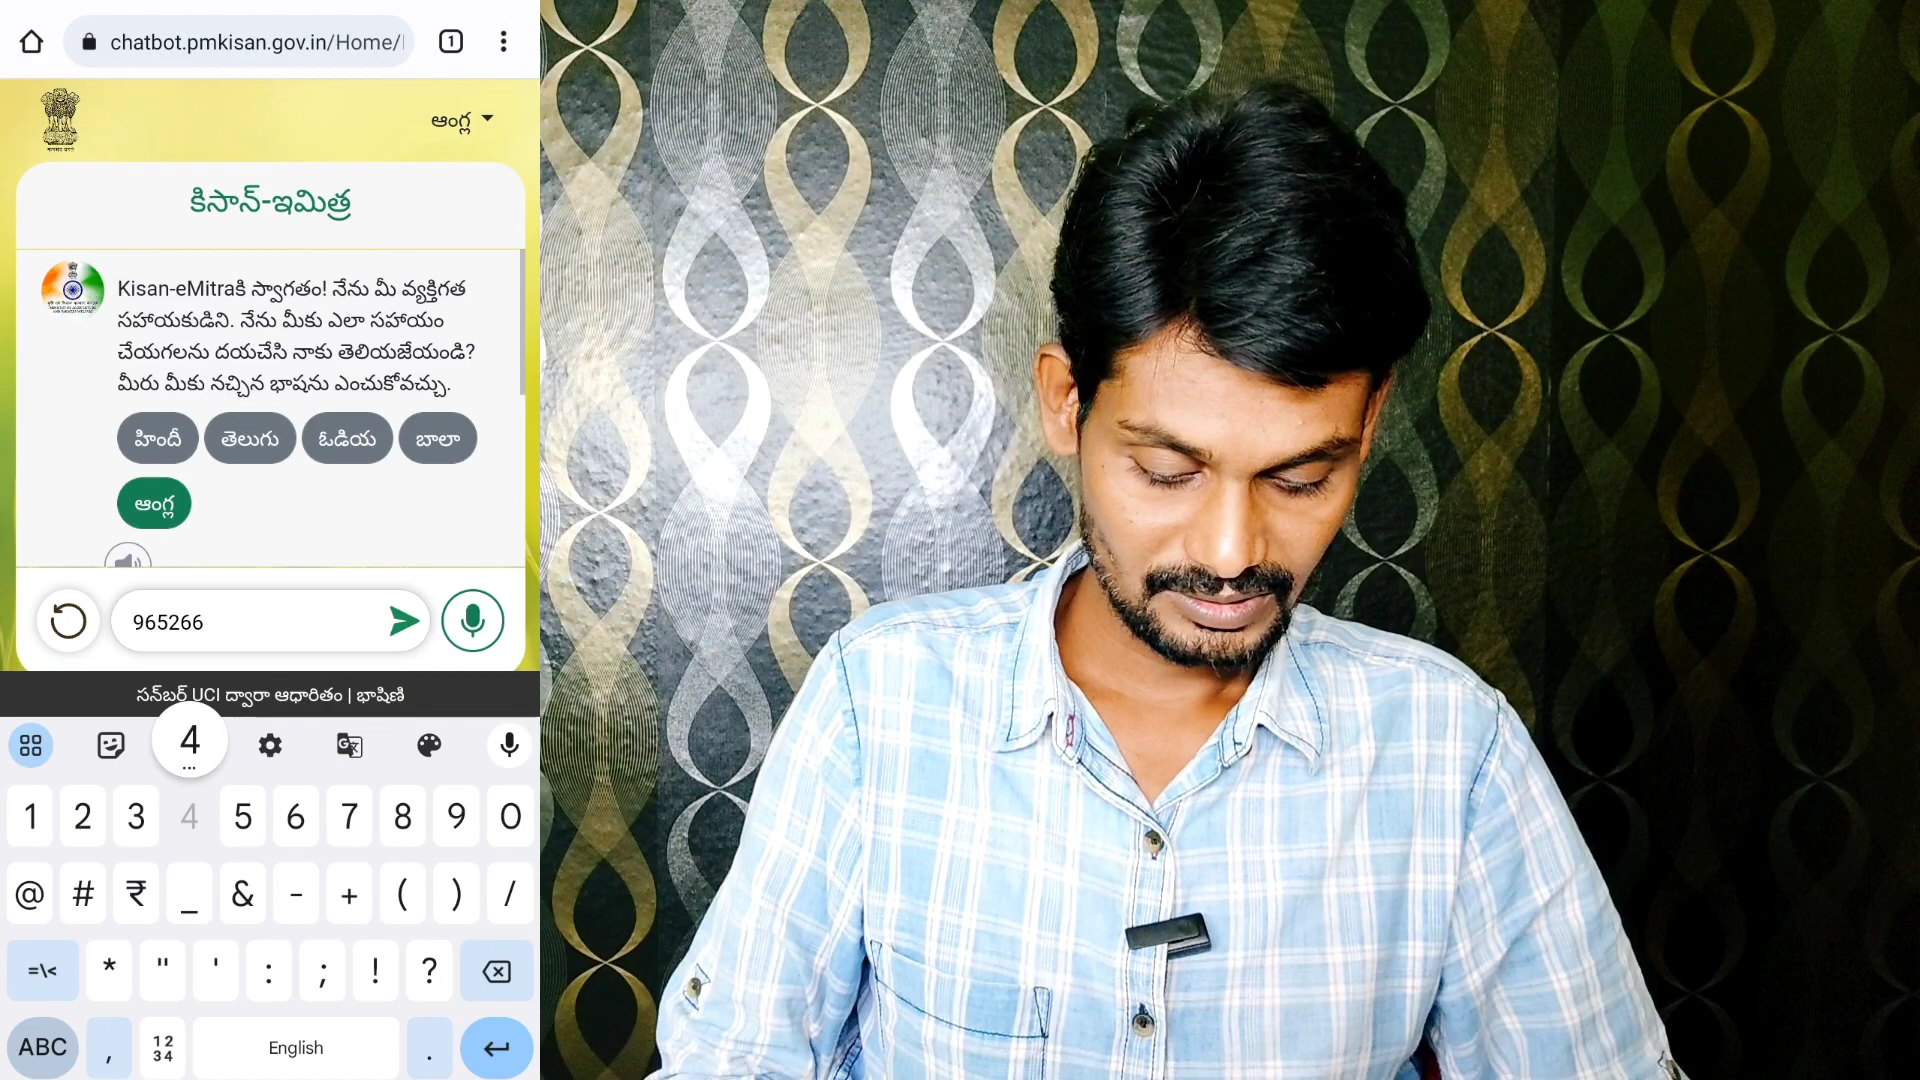 chatbot.pmkisan.gov.in/Home/
1
ఆంగ్ల
కిసాన్-ఇమిత్ర
Kisan-eMitraకి స్వాగతం! నేను మీ వ్యక్తిగత
సహాయకుడిని. నేను మీకు ఎలా సహాయం
చేయగలను దయచేసి నాకు తెలియజేయండి?
మీరు మీకు నచ్చిన భాషను ఎంచుకోవచ్చు.
హిందీ తెలుగు ఓడియ బాలా
ఆంగ్ల
965266
సన్‌బర్డ్ UCI ద్వారా ఆధారితం | భాషిణి
4
1 2 3 4 5 6 7 8 9 0
@ # ₹ _ & - + ( ) /
=\< * " ' : ; ! ?
ABC , 12 34 English .